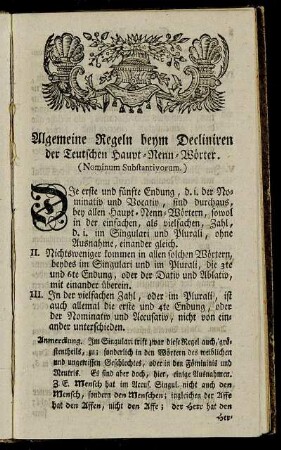 Allgemeine Regeln beym Decliniren
der Teutschen Haupt-Nenn-Wörter.
(Nominum Substantivorum.)
Die erste und fünfte Endung, d. i. der No-
minativ und Vocativ, sind durchaus,
bey allen Haupt-Nenn-Wörtern, sowol
in der einfachen, als vielfachen, Zahl,
d. i. im Singulari und Plurali, ohne
Ausnahme, einander gleich.
II. Nichtsweniger kommen in allen solchen Wörtern,
beydes im Singulari und im Plurali, die 3te
und 6te Endung, oder der Dativ und Ablativ,
mit einander überein.
III. In der vielfachen Zahl, oder im Plurali, ist
auch allemal die erste und 4te Endung, oder
der Nominativ und Accusativ, nicht von ein-
ander unterschieden.
Anmerckung. Im Singulari trift zwar diese Regel auch, grö-
stentheils, zu; sonderlich in den Wörtern des weiblichen
und ungewissen Geschlechtes, oder in den Fömininis und
Neutris. Es sind aber doch, hier, einige Ausnahmen.
Z. E. Mensch hat im Accus. Singul. nicht auch den
Mensch, sondern den Menschen; ingleichen der Affe
hat den Affen, nicht den Affe; der Herr hat den
Her-